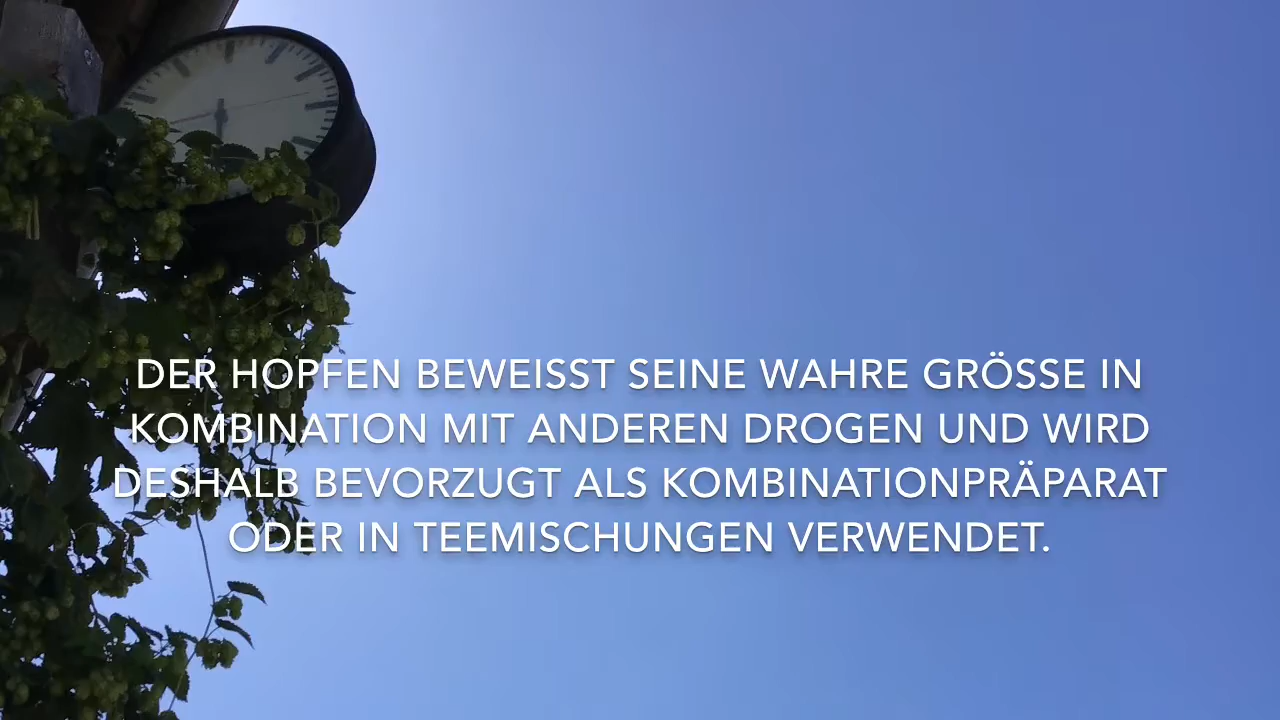 DER HOPFEN BEWEISST SEINE WAHRE GRÖSSE IN
KOMBINATION MIT ANDEREN DROGEN UND WIRD
DESHALB BEVORZUGT ALS KOMBINATIONPRÄPARAT
ODER IN TEEMISCHUNGEN VERWENDET.